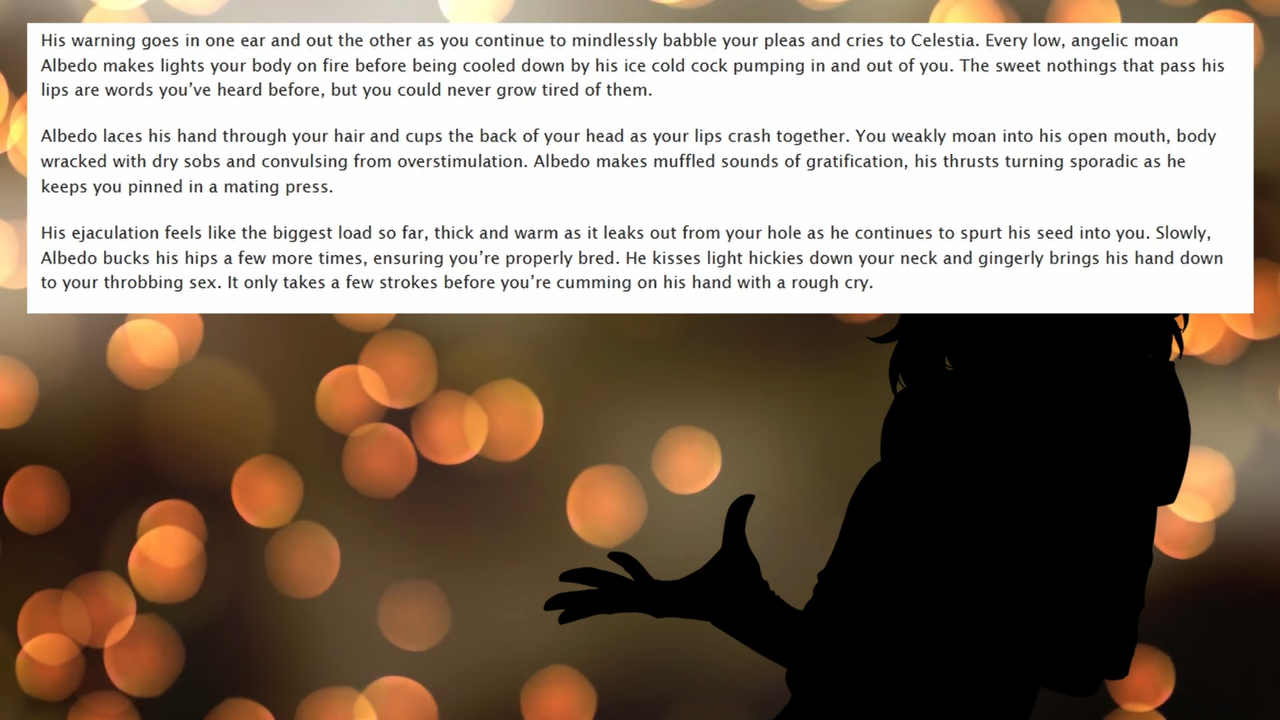 His warning goes in one ear and out the other as you continue to mindlessly babble your pleas and cries to Celestia. Every low, angelic moan
Albedo makes lights your body on fire before being cooled down by his ice cold cock pumping in and out of you. The sweet nothings that pass his
lips are words you've heard before, but you could never grow tired of them.
Albedo laces his hand through your hair and cups the back of your head as your lips crash together. You weakly moan into his open mouth, body
wracked with dry sobs and convulsing from overstimulation. Albedo makes muffled sounds of gratification, his thrusts turning sporadic as he
keeps you pinned in a mating press.
His ejaculation feels like the biggest load so far, thick and warm as it leaks out from your hole as he continues to spurt his seed into you. Slowly,
Albedo bucks his hips a few more times, ensuring you're properly bred. He kisses light hickies down your neck and gingerly brings his hand down
to your throbbing sex. It only takes a few strokes before you're cumming on his hand with a rough cry.